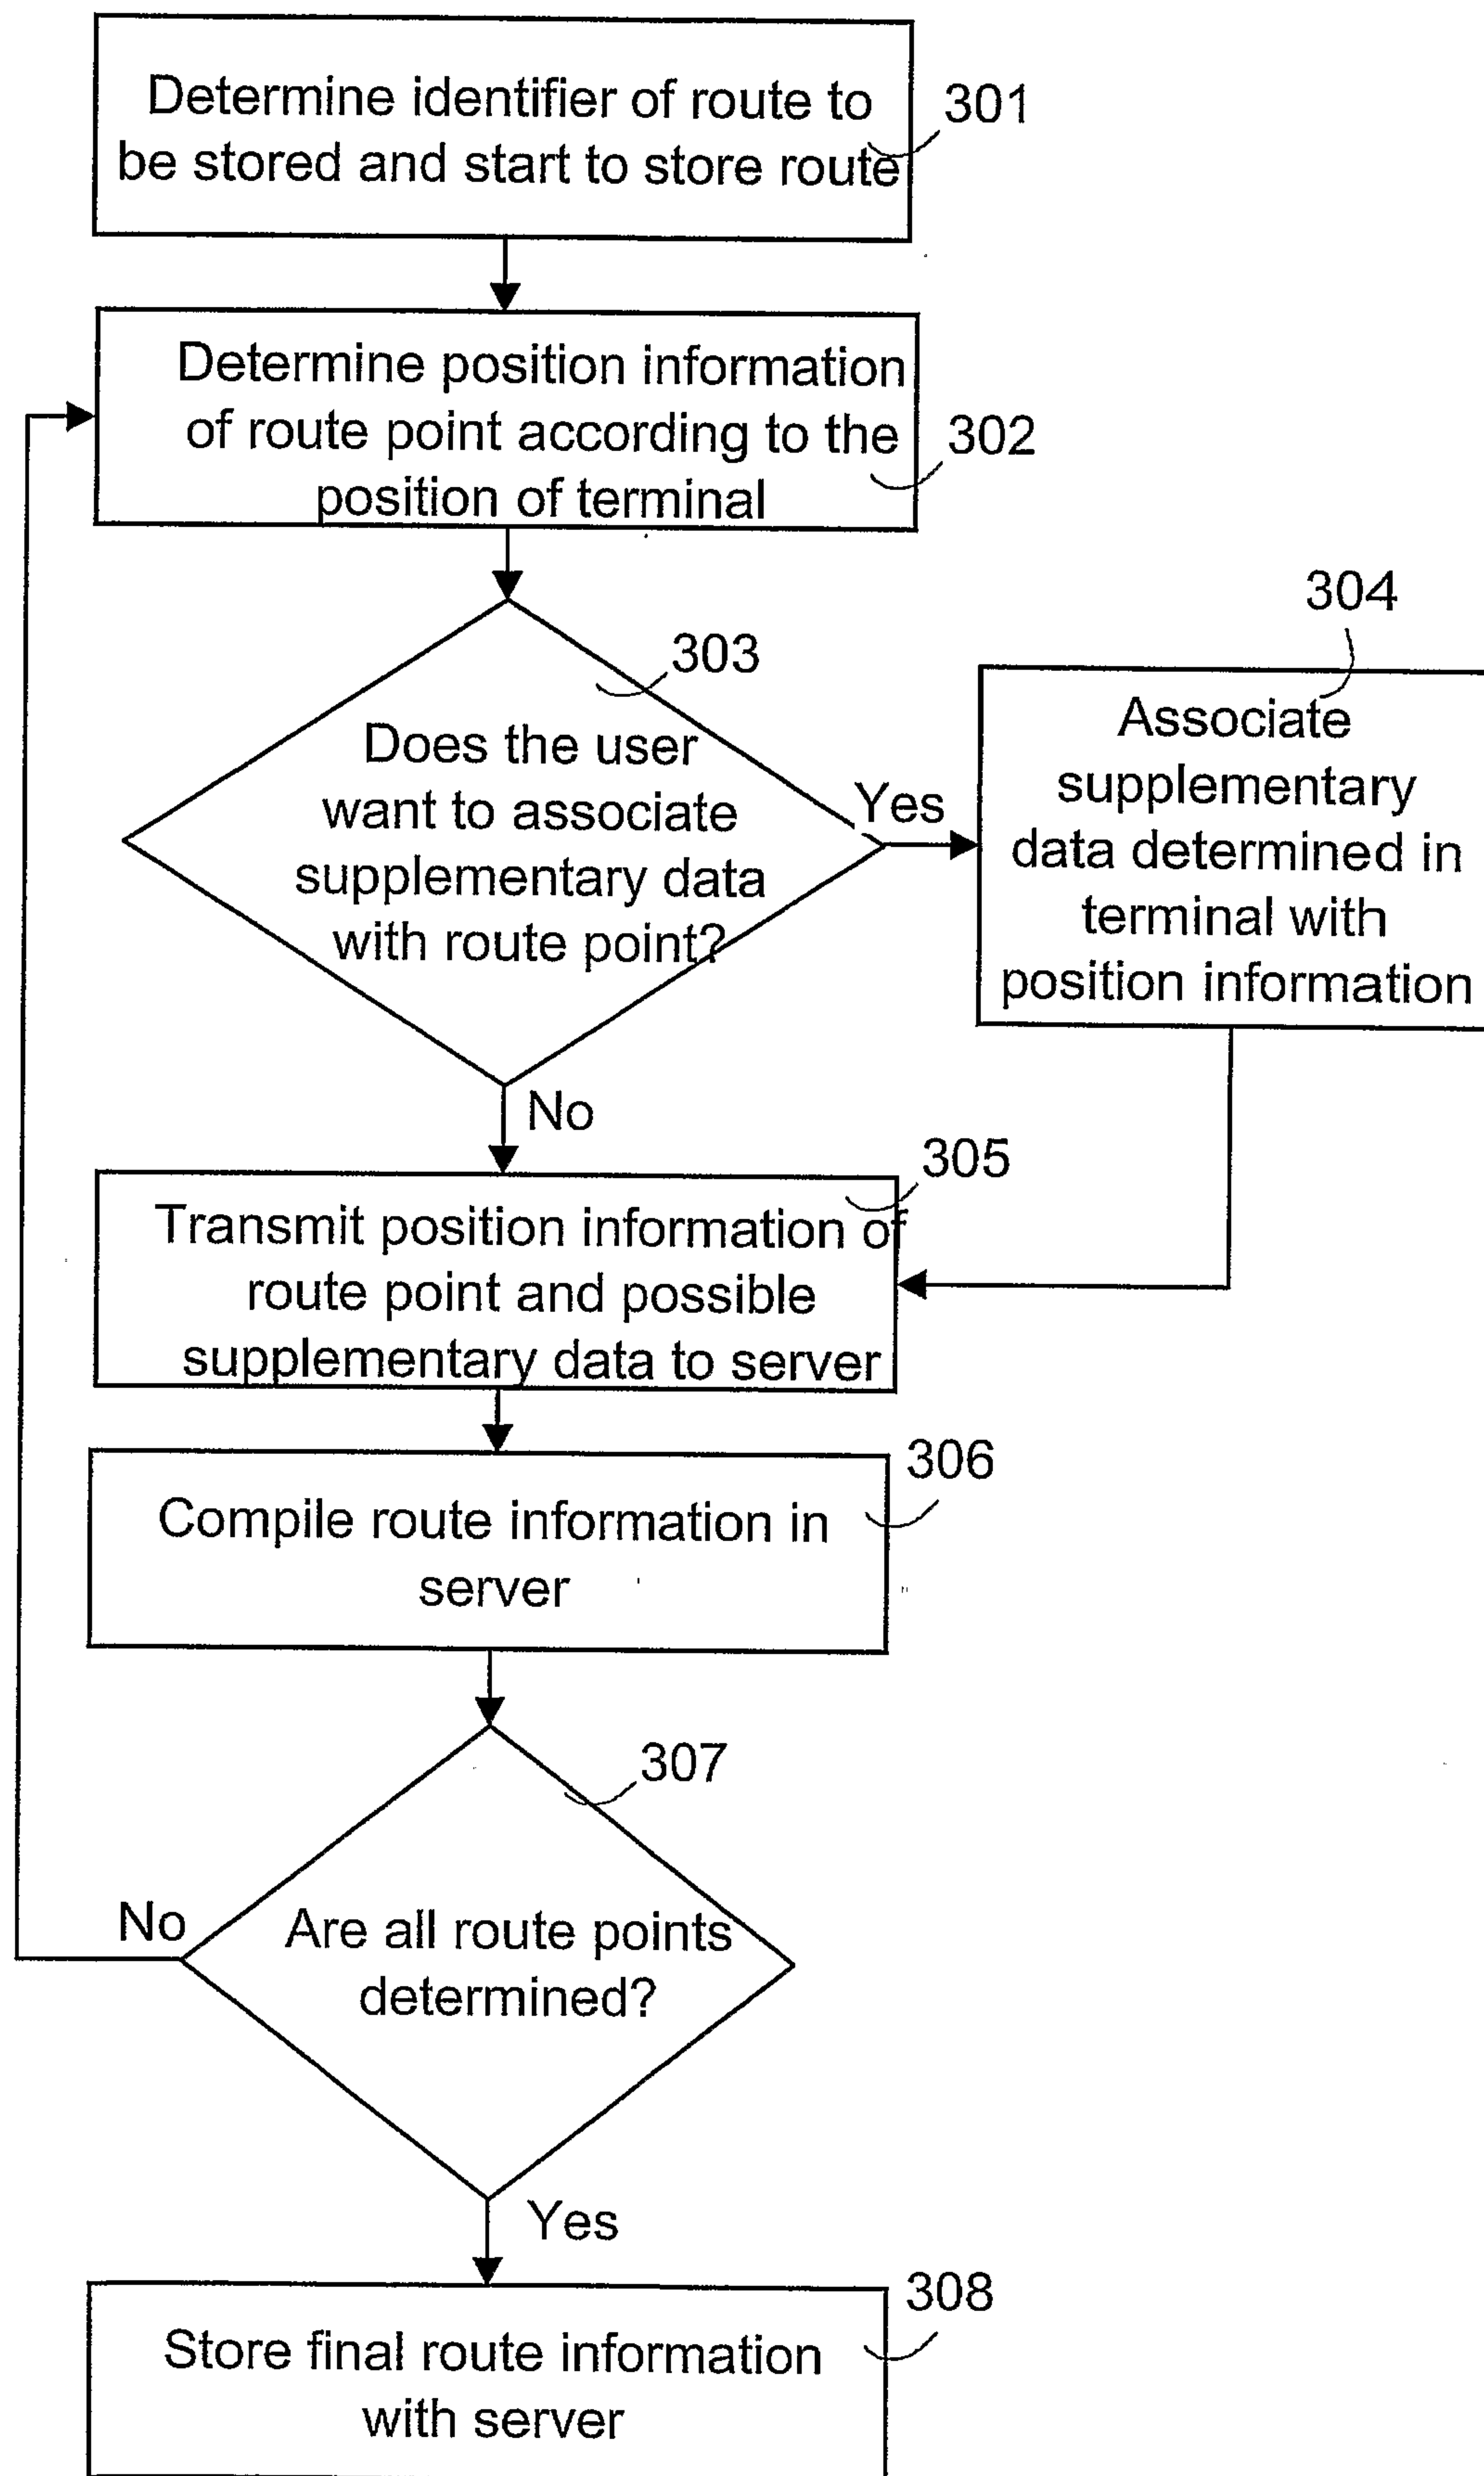 Determine identifier of route to
be stored and start to store route
301
Determine position information
of route point according to the
position of terminal
302
303
Does the user
want to associate
supplementary data
with route point?
Yes
304
Associate
supplementary
data determined in
terminal with
position information
No
305
Transmit position information of
route point and possible
supplementary data to server
306
Compile route information in
server
307
Are all route points
determined?
No
Yes
308
Store final route information
with server